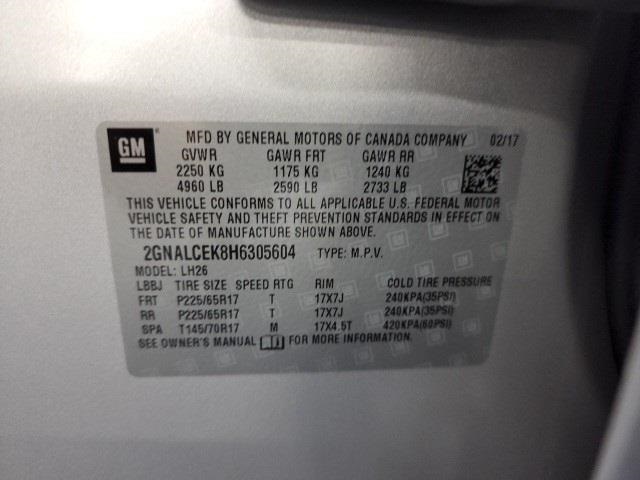 GM MFD BY GENERAL MOTORS OF CANADA COMPANY 02/17
GVWR GAWR FRT GAWR RR
2250 KG 1175 KG 1240 KG
4960 LB 2590 LB 2733 LB
THIS VEHICLE CONFORMS TO ALL APPLICABLE U.S. FEDERAL MOTOR
VEHICLE SAFETY AND THEFT PREVENTION STANDARDS IN EFFECT ON
THE DATE OF MANUFACTURE SHOWN ABOVE.
2GNALCEK8H6305604 TYPE: M.P.V.
MODEL: LH26
LBBJ TIRE SIZE SPEED RTG RIM COLD TIRE PRESSURE
FRT P225/65R17 T 17X7J 240KPA(35PSI)
RR P225/65R17 T 17X7J 240KPA(35PSI)
SPA T145/70R17 M 17X4.5T 420KPA(60PSI)
SEE OWNER'S MANUAL FOR MORE INFORMATION.